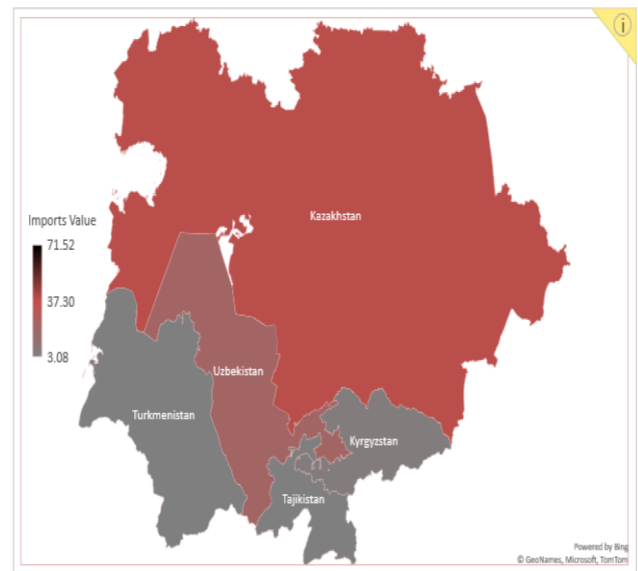 ⓘ
Kazakhstan
Imports Value
71.52
37.30
3.08
Uzbekistan
Turkmenistan
Kyrgyzstan
Tajikistan
Powered by Bing
© GeoNames, Microsoft, TomTom